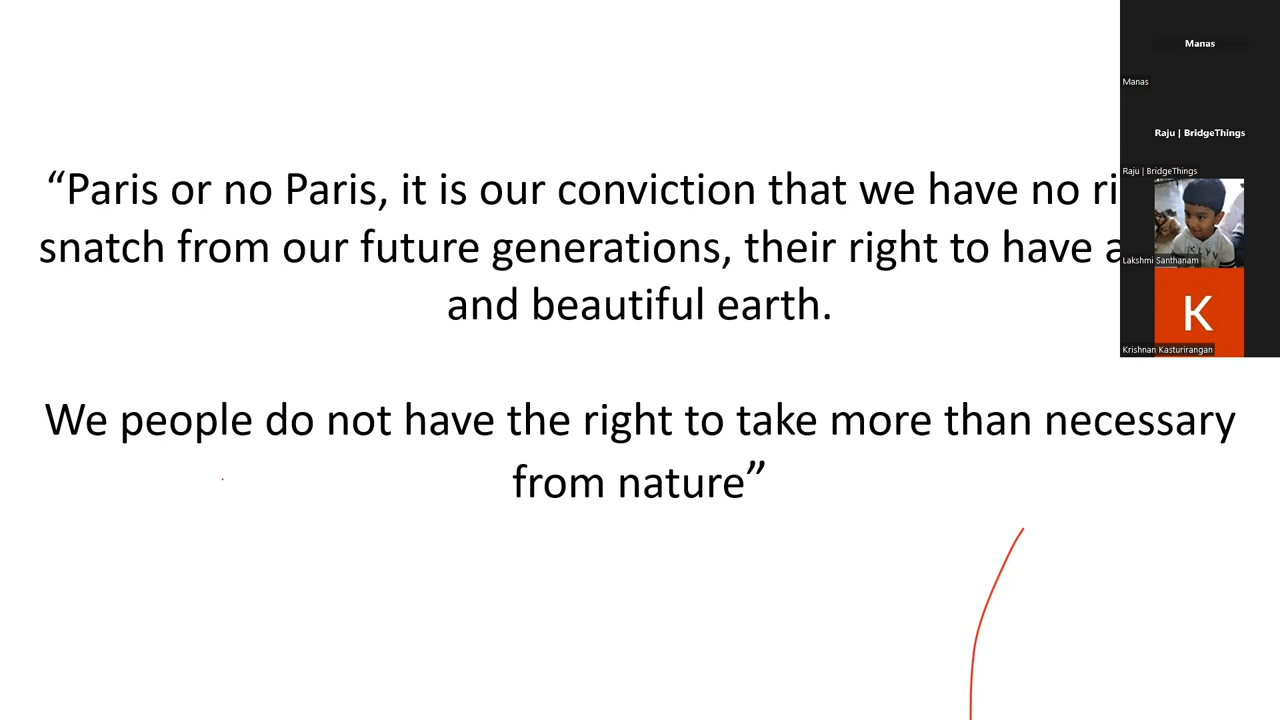 Manas
Manas
Raju | BridgeThings
Raju | BridgeThings
Lakshmi Santhanam
K
Krishnan Kasturirangan
“Paris or no Paris, it is our conviction that we have no
snatch from our future generations, their right to have
and beautiful earth.
We people do not have the right to take more than necessary
from nature”